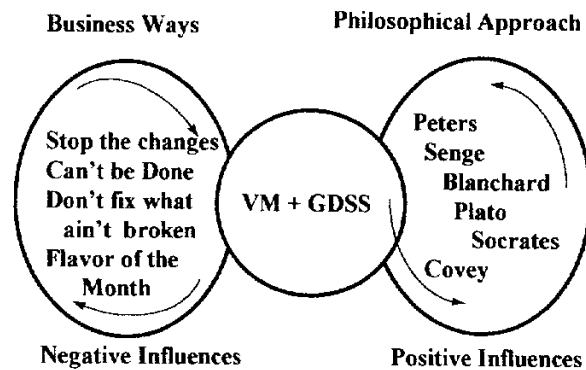 Business Ways
Philosophical Approach
Stop the changes
Can't be Done
Don't fix what
ain't broken
Flavor of the
Month
VM + GDSS
Peters
Senge
Blanchard
Plato
Socrates
Covey
Negative Influences
Positive Influences